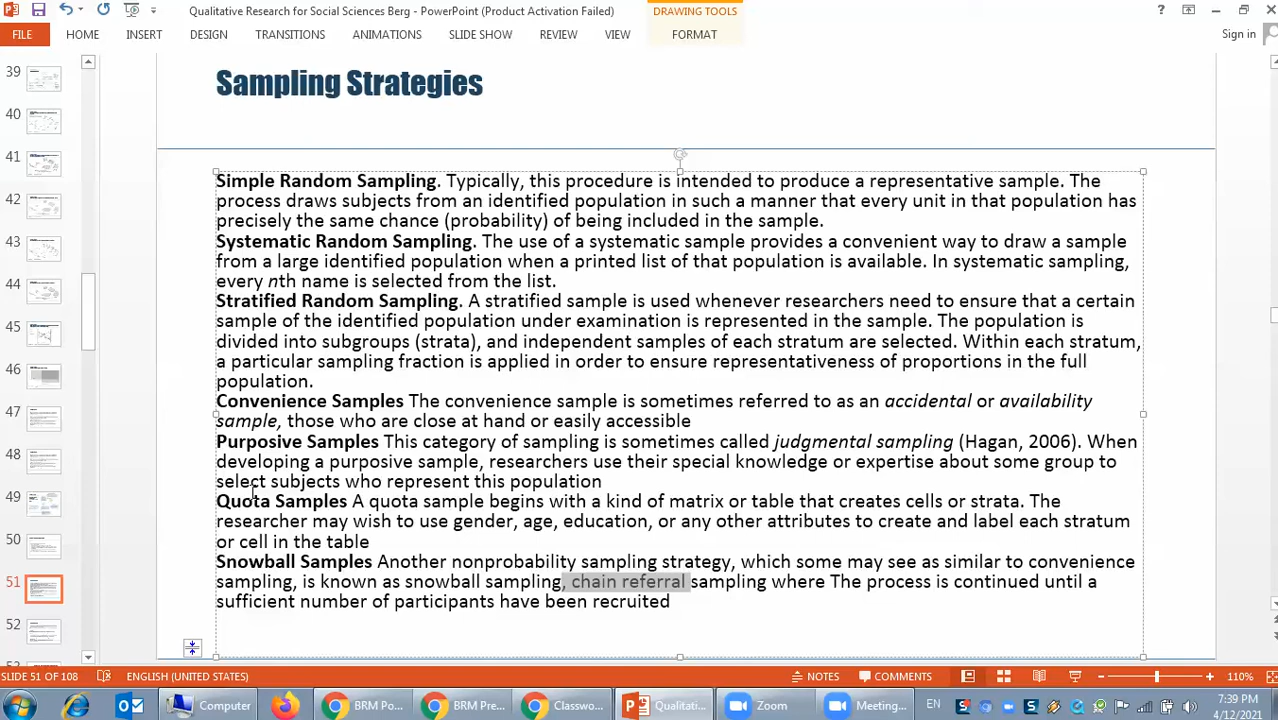 Qualitative Research for Social Sciences Berg - PowerPoint (Product Activation Failed)
DRAWING TOOLS
FILE HOME INSERT DESIGN TRANSITIONS ANIMATIONS SLIDE SHOW REVIEW VIEW FORMAT Sign in
39
40
41
42
43
44
45
46
47
48
49
50
51
52
Sampling Strategies
Simple Random Sampling. Typically, this procedure is intended to produce a representative sample. The
process draws subjects from an identified population in such a manner that every unit in that population has
precisely the same chance (probability) of being included in the sample.
Systematic Random Sampling. The use of a systematic sample provides a convenient way to draw a sample
from a large identified population when a printed list of that population is available. In systematic sampling,
every nth name is selected from the list.
Stratified Random Sampling. A stratified sample is used whenever researchers need to ensure that a certain
sample of the identified population under examination is represented in the sample. The population is
divided into subgroups (strata), and independent samples of each stratum are selected. Within each stratum,
a particular sampling fraction is applied in order to ensure representativeness of proportions in the full
population.
Convenience Samples The convenience sample is sometimes referred to as an accidental or availability
sample, those who are close at hand or easily accessible
Purposive Samples This category of sampling is sometimes called judgmental sampling (Hagan, 2006). When
developing a purposive sample, researchers use their special knowledge or expertise about some group to
select subjects who represent this population
Quota Samples A quota sample begins with a kind of matrix or table that creates cells or strata. The
researcher may wish to use gender, age, education, or any other attributes to create and label each stratum
or cell in the table
Snowball Samples Another nonprobability sampling strategy, which some may see as similar to convenience
sampling, is known as snowball sampling, chain referral sampling where The process is continued until a
sufficient number of participants have been recruited
SLIDE 51 OF 108 ENGLISH (UNITED STATES) NOTES COMMENTS 110%
Computer BRM Po... BRM Pre... Classwo... Qualitati... Zoom Meeting... EN 7:39 PM
4/12/2021